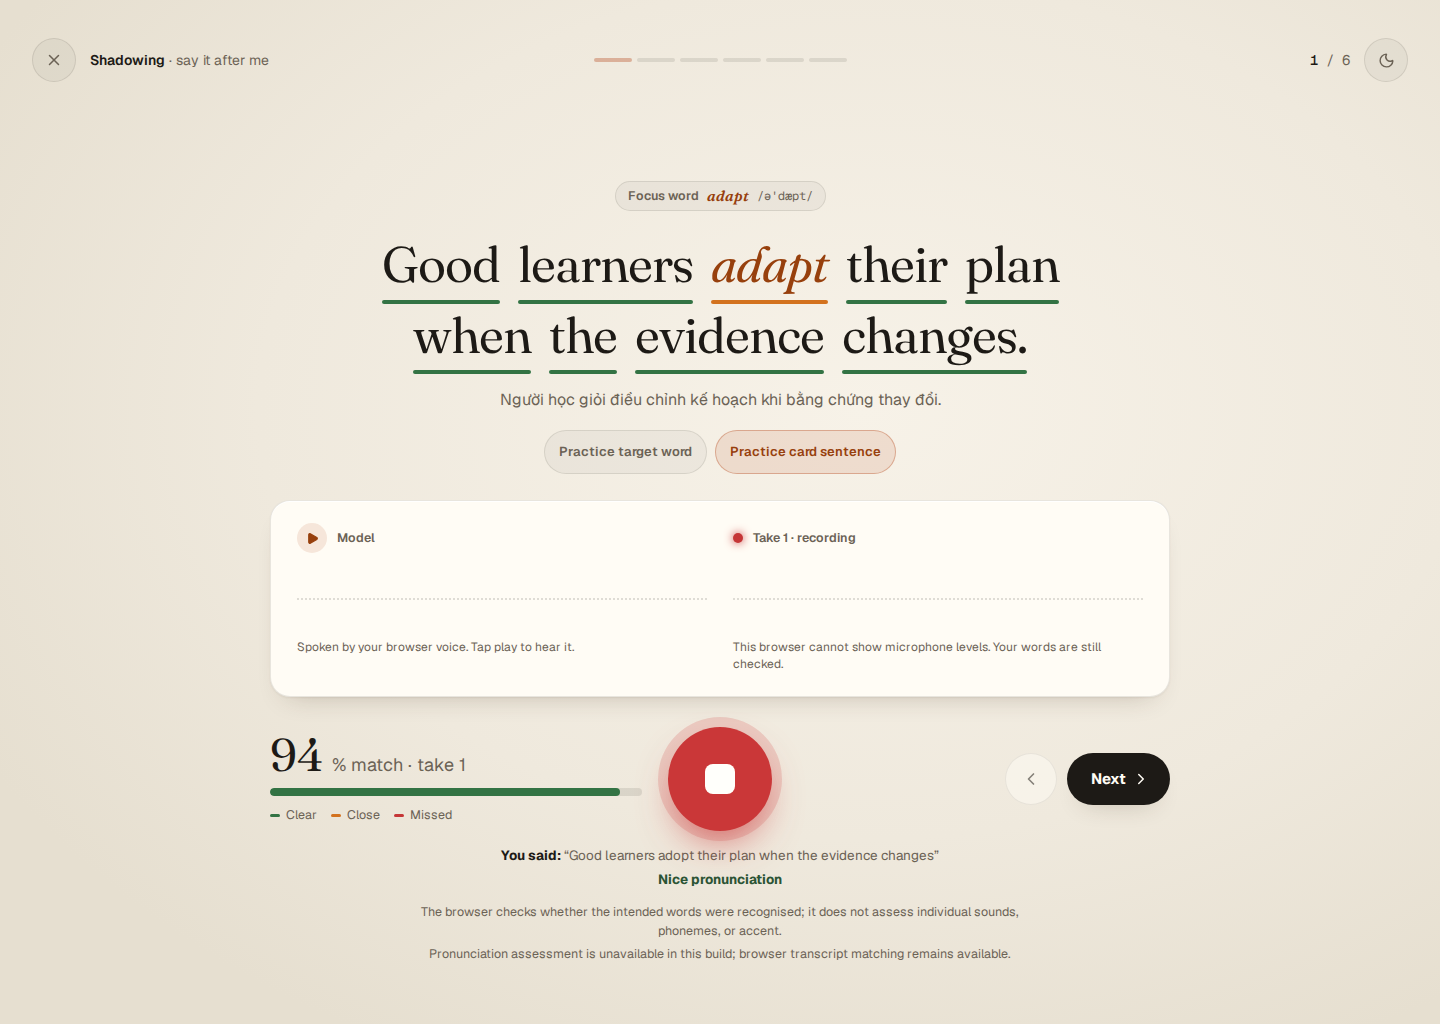 Shadowing · say it after me
1 / 6
Focus word adapt /ə'dæpt/
Good learners adapt their plan
when the evidence changes.
Người học giỏi điều chỉnh kế hoạch khi bằng chứng thay đổi.
Practice target word
Practice card sentence
Model
Take 1 · recording
Spoken by your browser voice. Tap play to hear it.
This browser cannot show microphone levels. Your words are still
checked.
94 % match · take 1
Clear Close Missed
Next
You said: “Good learners adopt their plan when the evidence changes”
Nice pronunciation
The browser checks whether the intended words were recognised; it does not assess individual sounds,
phonemes, or accent.
Pronunciation assessment is unavailable in this build; browser transcript matching remains available.